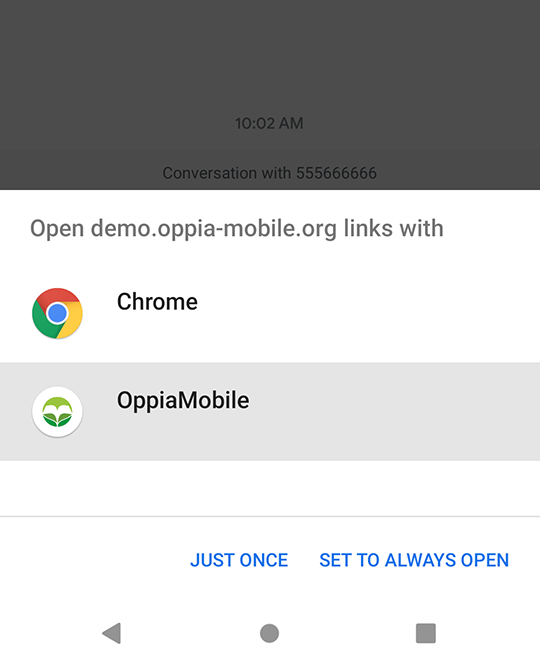 10:02 AM
Conversation with 555666666
Open demo.oppia-mobile.org links with
Chrome
OppiaMobile
JUST ONCE SET TO ALWAYS OPEN